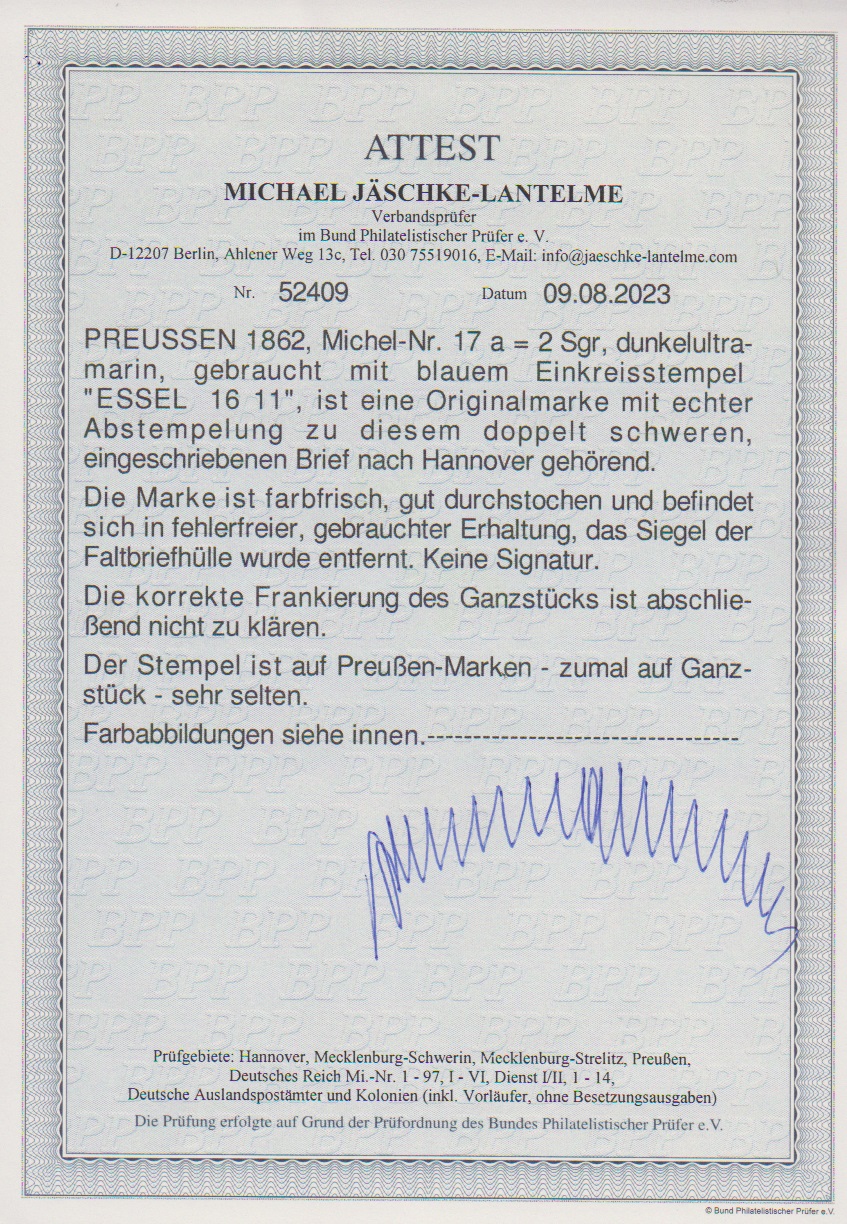 ATTEST
MICHAEL JÄSCHKE-LANTELME
Verbandsprüfer
im Bund Philatelistischer Prüfer e. V.
D-12207 Berlin, Ahlener Weg 13c, Tel. 030 75519016, E-Mail: info@jaeschke-lantelme.com
Nr. 52409 Datum 09.08.2023
PREUSSEN 1862, Michel-Nr. 17 a = 2 Sgr, dunkelultra-
marin, gebraucht mit blauem Einkreisstempel
"ESSEL 16 11", ist eine Originalmarke mit echter
Abstempelung zu diesem doppelt schweren,
eingeschriebenen Brief nach Hannover gehörend.
Die Marke ist farbfrisch, gut durchstochen und befindet
sich in fehlerfreier, gebrauchter Erhaltung, das Siegel der
Faltbriefhülle wurde entfernt. Keine Signatur.
Die korrekte Frankierung des Ganzstücks ist abschlie-
ßend nicht zu klären.
Der Stempel ist auf Preußen-Marken - zumal auf Ganz-
stück - sehr selten.
Farbabbildungen siehe innen.----------------------------------
Prüfgebiete: Hannover, Mecklenburg-Schwerin, Mecklenburg-Strelitz, Preußen,
Deutsches Reich Mi.-Nr. 1 - 97, I - VI, Dienst I/II, 1 - 14,
Deutsche Auslandspostämter und Kolonien (inkl. Vorläufer, ohne Besetzungsausgaben)
Die Prüfung erfolgte auf Grund der Prüfordnung des Bundes Philatelistischer Prüfer e.V.
© Bund Philatelistischer Prüfer e.V.